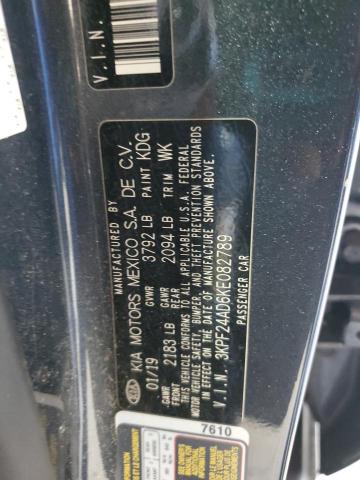 V.I.N.
MANUFACTURED BY
KIA MOTORS MEXICO S.A. DE C.V.
GVWR 3792 LB PAINT KDG
01/19
GAWR FRONT 2183 LB GAWR REAR 2094 LB TRIM WK
THIS VEHICLE CONFORMS TO ALL APPLICABLE U.S.A. FEDERAL
MOTOR VEHICLE SAFETY, BUMPER, AND THEFT PREVENTION
STANDARDS IN EFFECT ON THE DATE OF MANUFACTURE SHOWN ABOVE.
V.I.N. 3KPF24AD6KE082789
PASSENGER CAR
KIA
7610